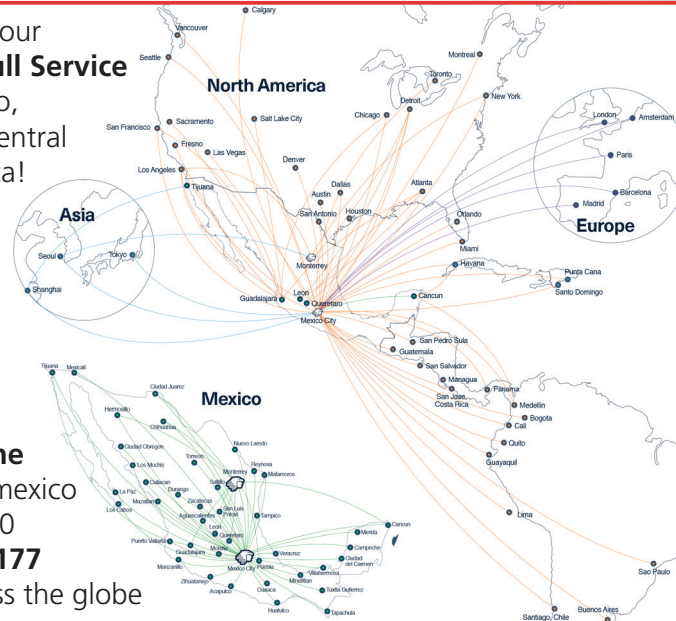 our
ll Service
o,
entral
a!
ne
mexico
0
177
ss the globe
North America
Calgary
Vancouver
Seattle
Montreal
Toronto
Detroit
Chicago
New York
Sacramento
San Francisco
Salt Lake City
Fresno
Las Vegas
Denver
Los Angeles
Tijuana
Dallas
Austin
San Antonio
Houston
Atlanta
Orlando
Miami
Monterrey
Havana
Punta Cana
Santo Domingo
Guadalajara
Leon
Queretaro
Mexico City
Cancun
San Pedro Sula
Guatemala
San Salvador
Managua
San Jose,
Costa Rica
Panama
Medellin
Bogota
Cali
Quito
Guayaquil
Lima
Sao Paulo
Santiago, Chile
Buenos Aires
Asia
Seoul
Tokyo
Shanghai
London
Amsterdam
Paris
Barcelona
Madrid
Europe
Mexico
Tijuana
Mexicali
Ciudad Juarez
Hermosillo
Chihuahua
Ciudad Obregon
Nuevo Laredo
Los Mochis
Torreon
Monterrey
Reynosa
Matamoros
Culiacan
Saltillo
La Paz
Durango
Los Cabos
Mazatlan
Zacatecas
Aguascalientes
San Luis
Potosi
Tampico
Leon
Queretaro
Puerto Vallarta
Guadalajara
Morelia
Manzanillo
Mexico City
Puebla
Veracruz
Cancun
Merida
Campeche
Ciudad
del Carmen
Villahermosa
Minatitlan
Zihuatanejo
Acapulco
Oaxaca
Tuxtla Gutierrez
Huatulco
Tapachula